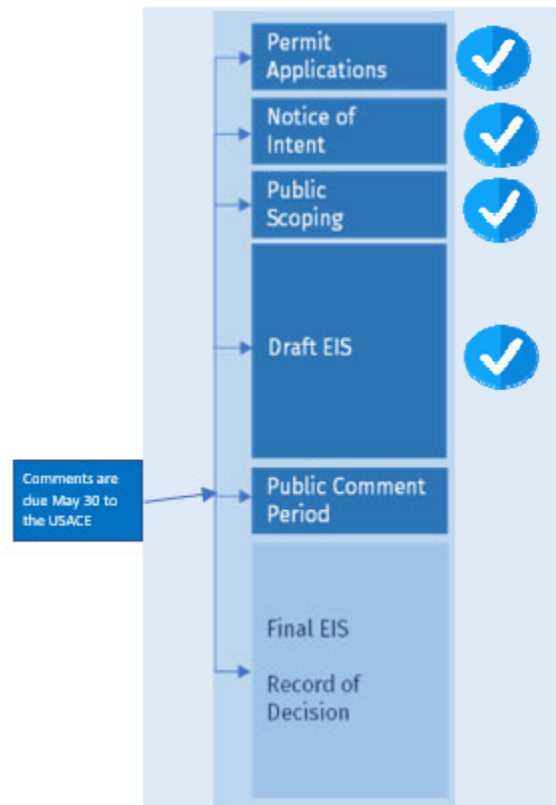 Permit
Applications
Notice of
Intent
Public
Scoping
Draft EIS
Comments are
due May 30 to
the USACE
Public Comment
Period
Final EIS
Record of
Decision